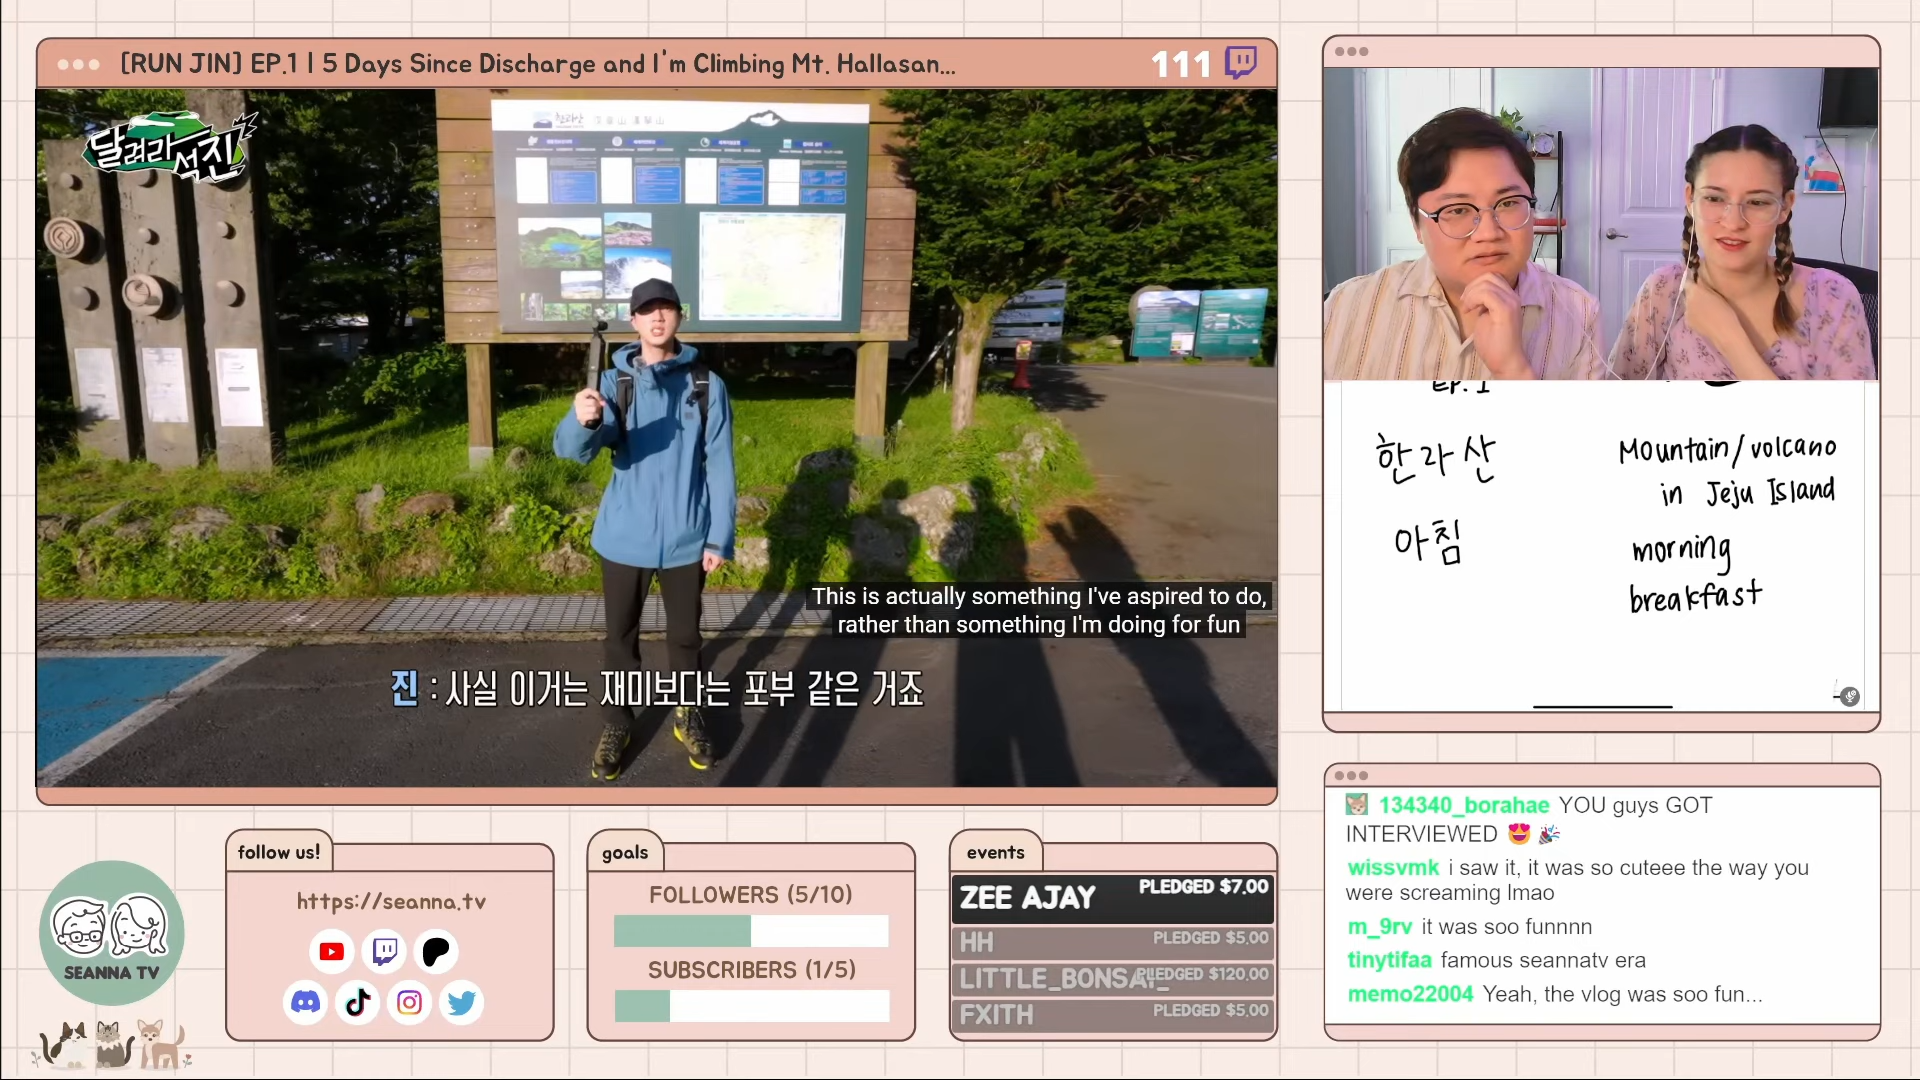 [RUN JIN] EP.1 | 5 Days Since Discharge and I'm Climbing Mt. Hallasan...
111
달려라
석진
한라산
This is actually something I've aspired to do,
rather than something I'm doing for fun
진 : 사실 이거는 재미보다는 포부 같은 거죠
EP. 1
한라산 Mountain/volcano
in Jeju Island
아침 morning
breakfast
134340_borahae YOU guys GOT
INTERVIEWED 😍 🎉
wissvmk i saw it, it was so cuteee the way you
were screaming lmao
m_9rv it was soo funnnn
tinytifaa famous seannatv era
memo22004 Yeah, the vlog was soo fun...
SEANNA TV
follow us!
https://seanna.tv
goals
FOLLOWERS (5/10)
SUBSCRIBERS (1/5)
events
ZEE AJAY PLEDGED $7.00
HH PLEDGED $5.00
LITTLE_BONSAI_ PLEDGED $120.00
FXITH PLEDGED $5.00